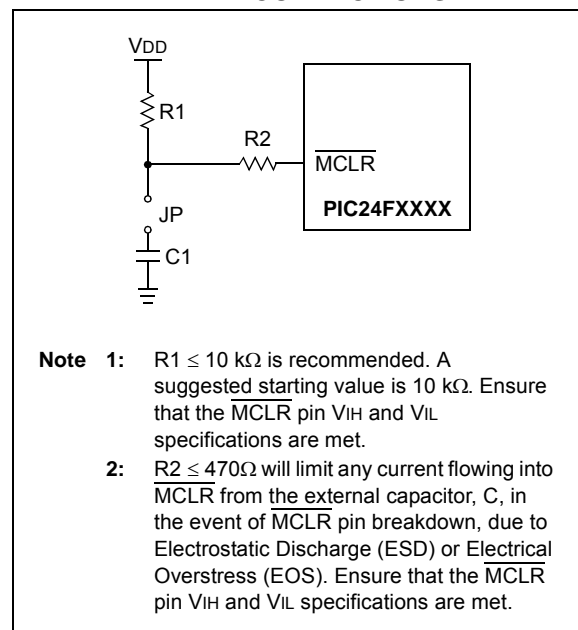 VDD
R1
R2
MCLR
PIC24FXXXX
JP
C1
Note 1: R1 ≤ 10 kΩ is recommended. A
suggested starting value is 10 kΩ. Ensure
that the MCLR pin VIH and VIL
specifications are met.
2: R2 ≤ 470Ω will limit any current flowing into
MCLR from the external capacitor, C, in
the event of MCLR pin breakdown, due to
Electrostatic Discharge (ESD) or Electrical
Overstress (EOS). Ensure that the MCLR
pin VIH and VIL specifications are met.